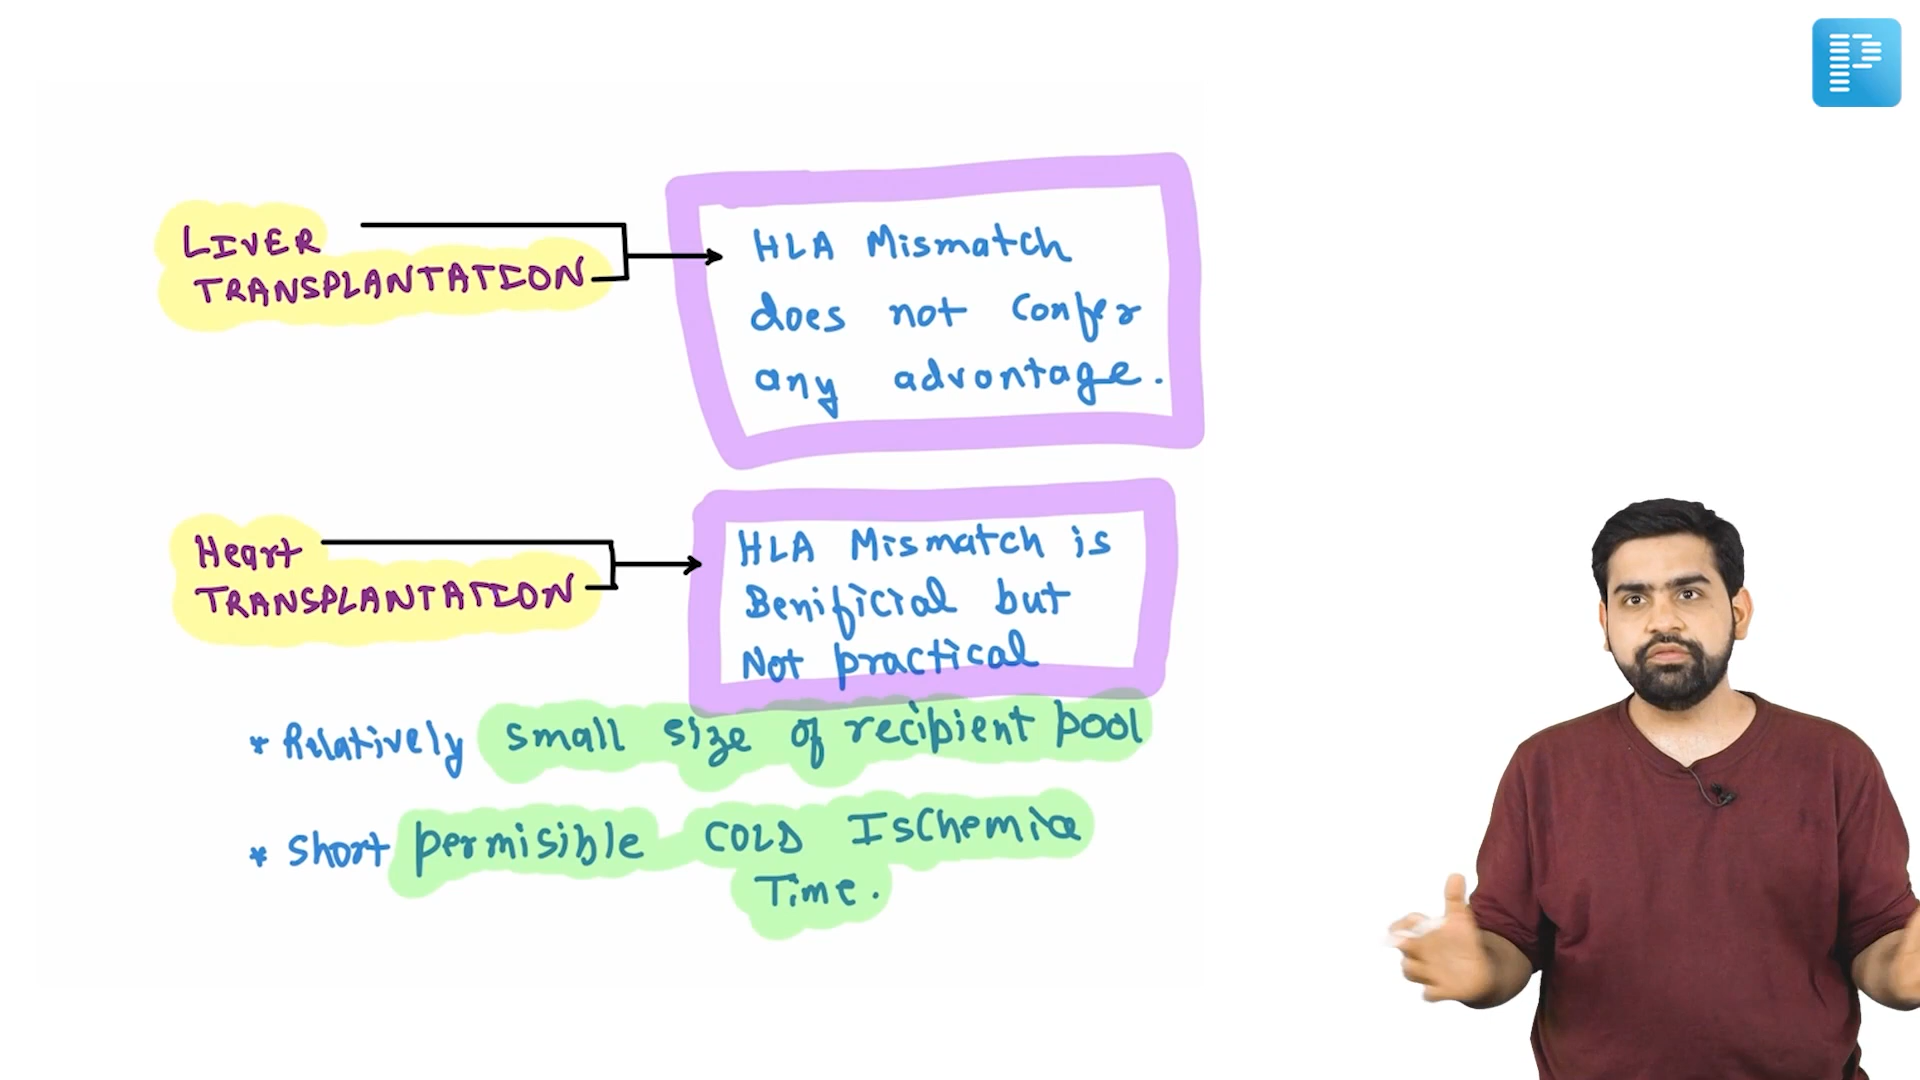 LIVER
TRANSPLANTATION
HLA Mismatch
does not confer
any advantage.
Heart
TRANSPLANTATION
HLA Mismatch is
Benificial but
Not practical
* Relatively small size of recipient pool
* Short permisible COLD Ischemia
Time.